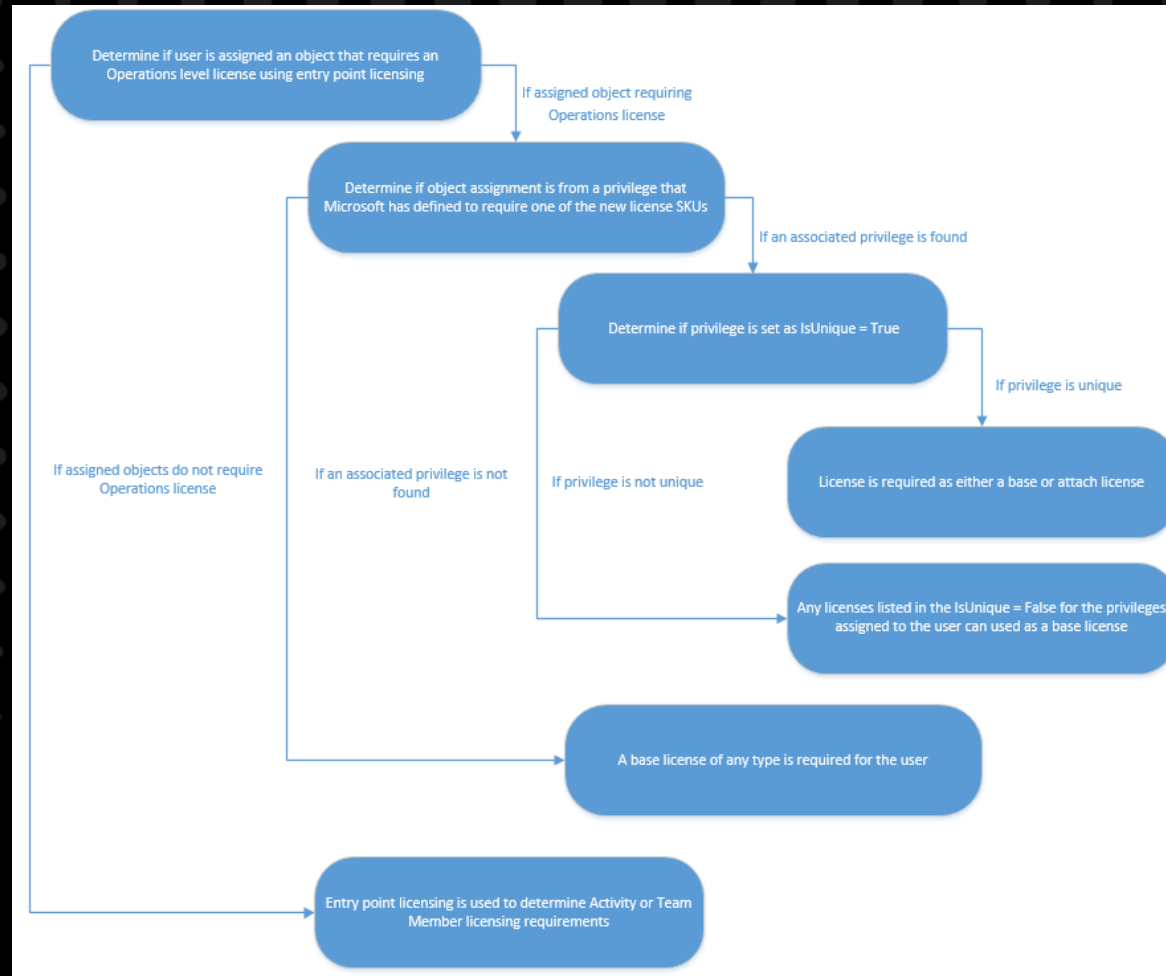 Determine if user is assigned an object that requires an
Operations level license using entry point licensing
If assigned object requiring
Operations license
Determine if object assignment is from a privilege that
Microsoft has defined to require one of the new license SKUs
If an associated privilege is found
Determine if privilege is set as IsUnique = True
If privilege is unique
If assigned objects do not require
Operations license
If an associated privilege is not
found
If privilege is not unique
License is required as either a base or attach license
Any licenses listed in the IsUnique = False for the privileges
assigned to the user can used as a base license
A base license of any type is required for the user
Entry point licensing is used to determine Activity or Team
Member licensing requirements